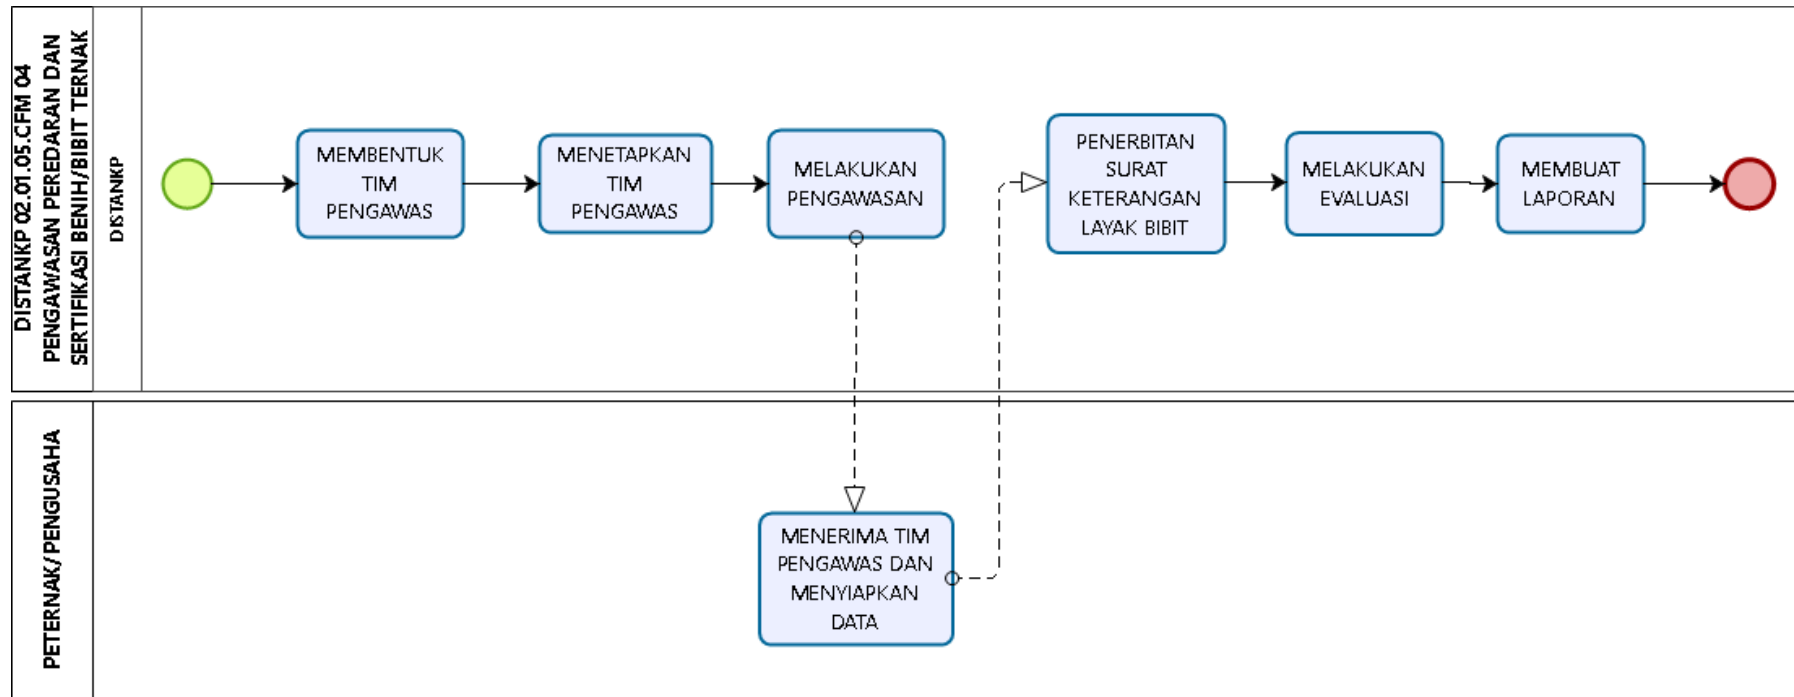 DISTANKP 02.01.05.CFM 04
PENGAWASAN PEREDARAN DAN
SERTIFIKASI BENIH/BIBIT TERNAK
DISTANKP
MEMBENTUK
TIM
PENGAWAS
MENETAPKAN
TIM
PENGAWAS
MELAKUKAN
PENGAWASAN
PENERBITAN
SURAT
KETERANGAN
LAYAK BIBIT
MELAKUKAN
EVALUASI
MEMBUAT
LAPORAN
PETERNAK/PENGUSAHA
MENERIMA TIM
PENGAWAS DAN
MENYIAPKAN
DATA